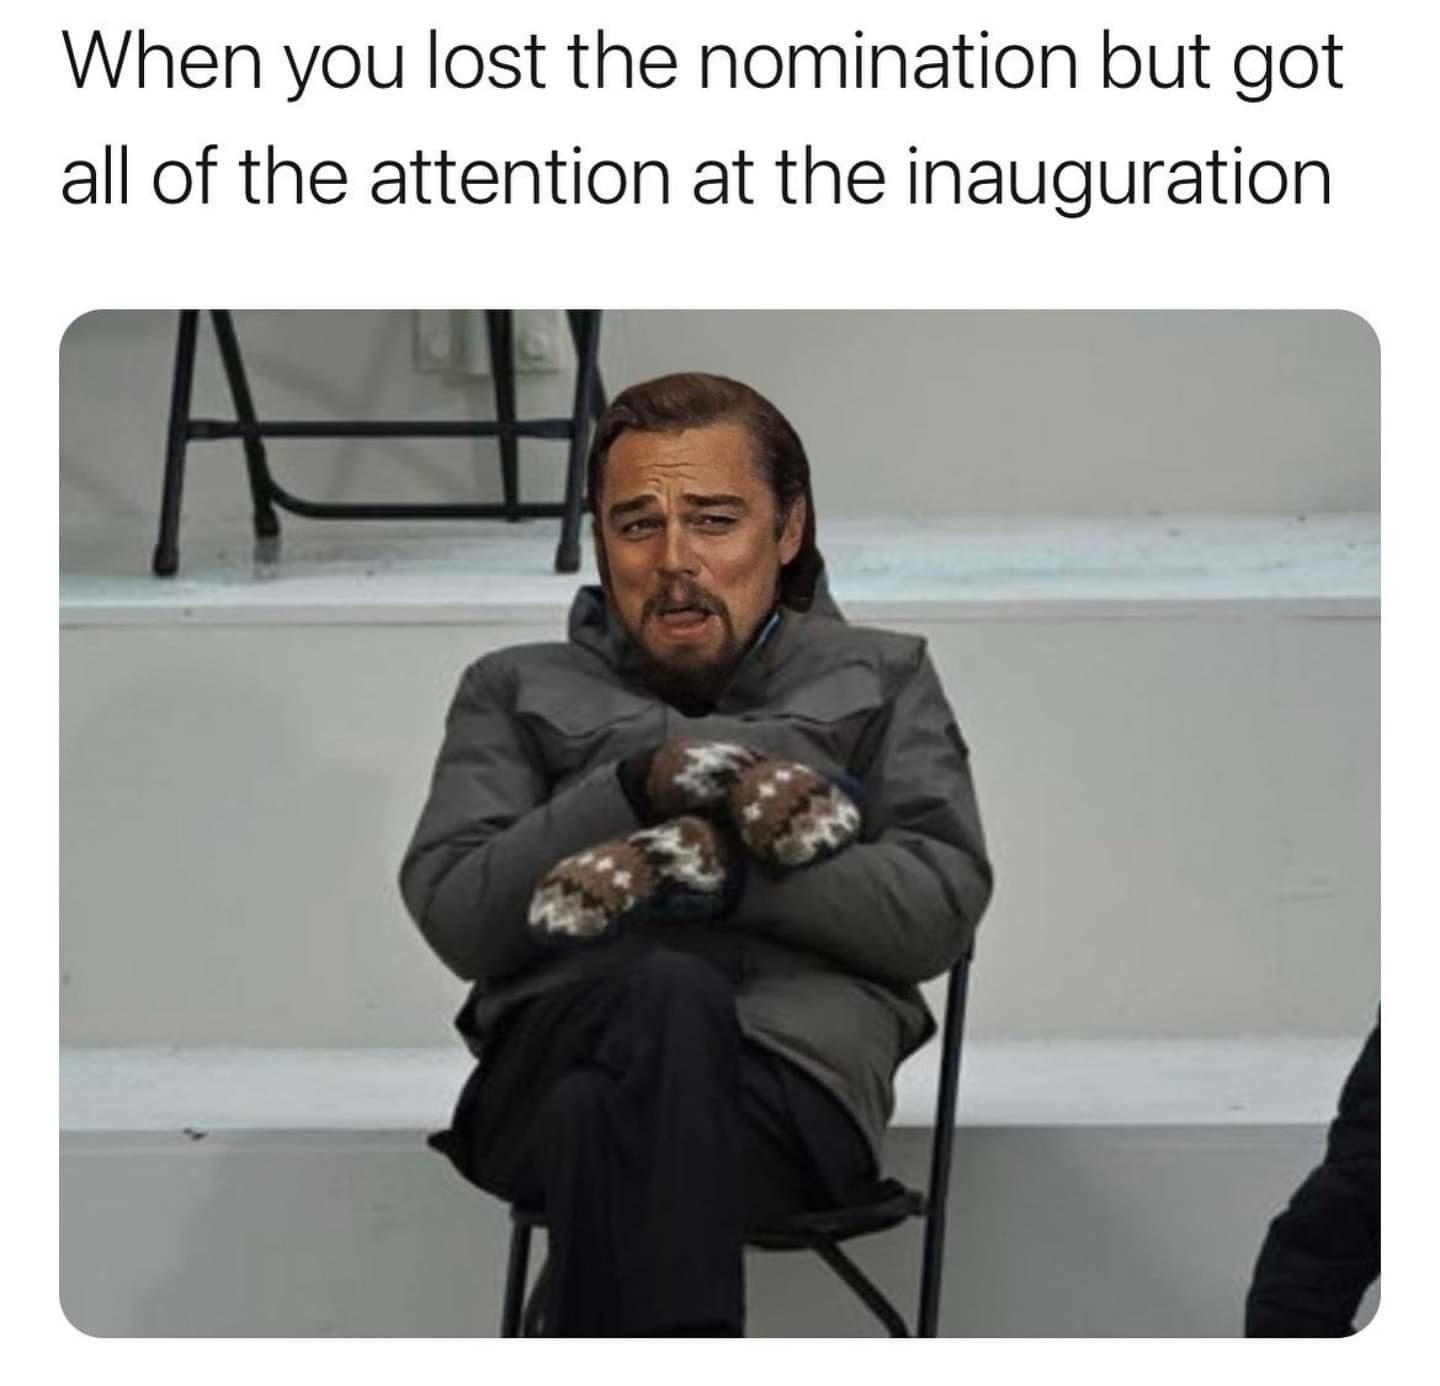 When you lost the nomination but got
all of the attention at the inauguration